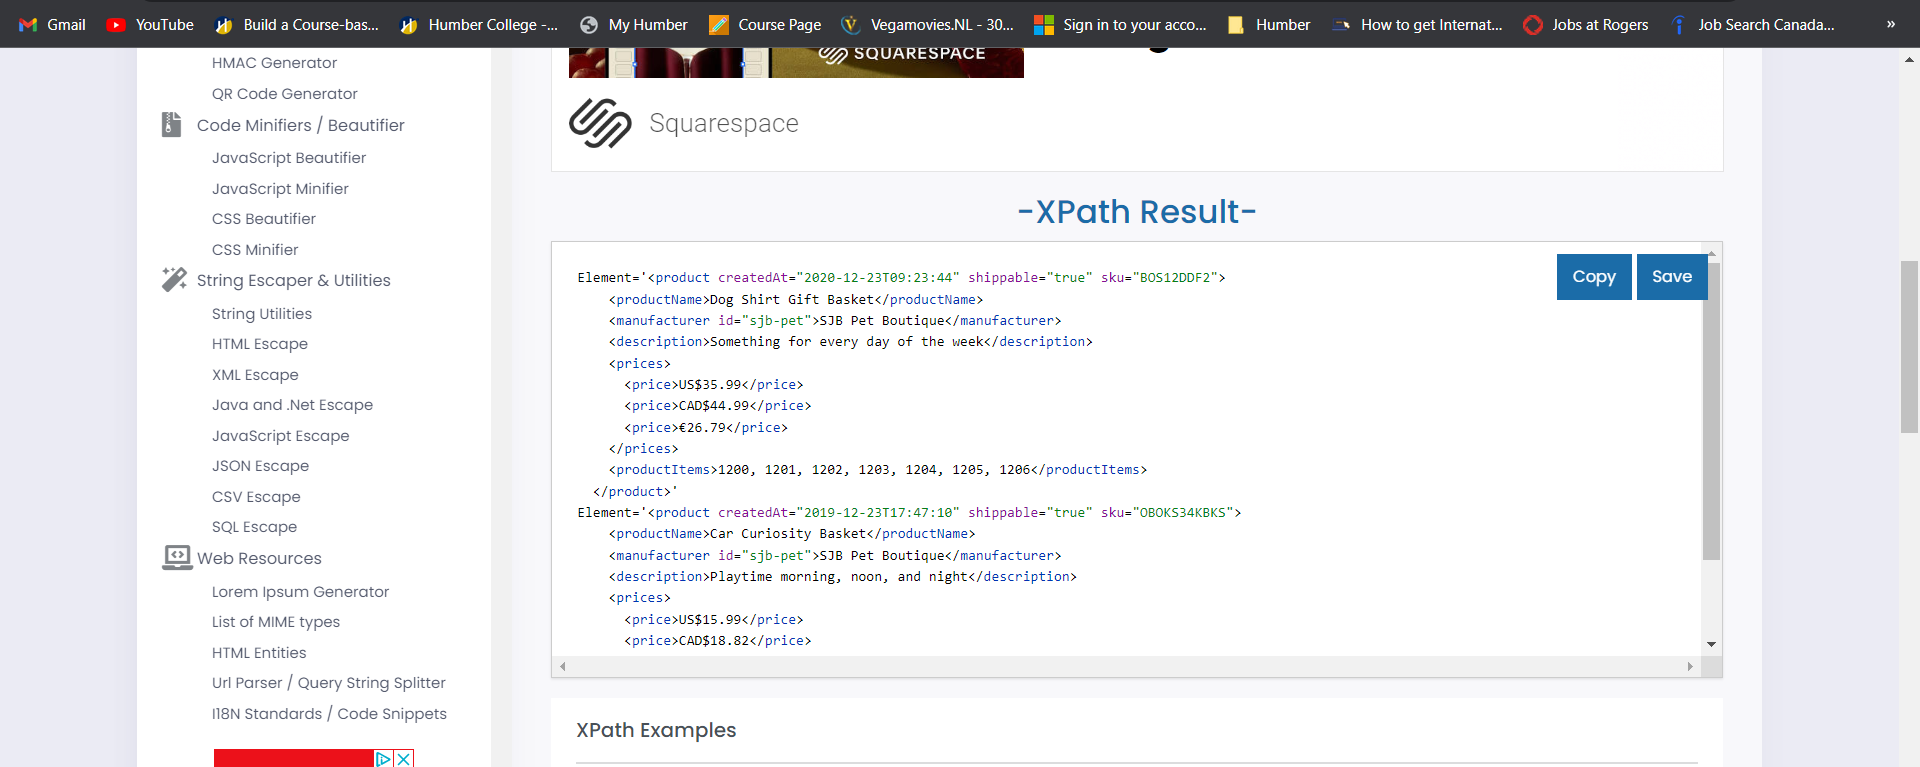 Gmail
YouTube
Build a Course-bas...
Humber College -...
My Humber
Course Page
Vegamovies.NL - 30...
Sign in to your acco...
Humber
How to get Internat...
Jobs at Rogers
Job Search Canada...
»
HMAC Generator
QR Code Generator
Code Minifiers / Beautifier
JavaScript Beautifier
JavaScript Minifier
CSS Beautifier
CSS Minifier
String Escaper & Utilities
String Utilities
HTML Escape
XML Escape
Java and .Net Escape
JavaScript Escape
JSON Escape
CSV Escape
SQL Escape
Web Resources
Lorem Ipsum Generator
List of MIME types
HTML Entities
Url Parser / Query String Splitter
I18N Standards / Code Snippets
SQUARESPACE
Squarespace
-XPath Result-
Copy
Save
Element='<product createdAt="2020-12-23T09:23:44" shippable="true" sku="BOS12DDF2">
<productName>Dog Shirt Gift Basket</productName>
<manufacturer id="sjb-pet">SJB Pet Boutique</manufacturer>
<description>Something for every day of the week</description>
<prices>
<price>US$35.99</price>
<price>CAD$44.99</price>
<price>€26.79</price>
</prices>
<productItems>1200, 1201, 1202, 1203, 1204, 1205, 1206</productItems>
</product>'
Element='<product createdAt="2019-12-23T17:47:10" shippable="true" sku="OBOKS34KBKS">
<productName>Car Curiosity Basket</productName>
<manufacturer id="sjb-pet">SJB Pet Boutique</manufacturer>
<description>Playtime morning, noon, and night</description>
<prices>
<price>US$15.99</price>
<price>CAD$18.82</price>
XPath Examples